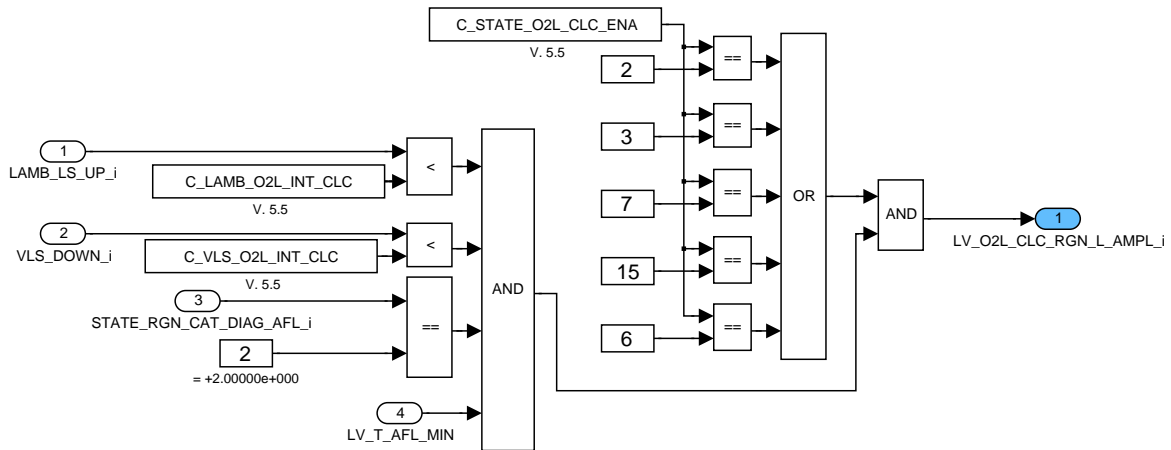 C_STATE_O2L_CLC_ENA
V. 5.5
2
==
3
==
1
LAMB_LS_UP_i
<
C_LAMB_O2L_INT_CLC
V. 5.5
7
==
OR
AND
1
LV_O2L_CLC_RGN_L_AMPL_i
2
VLS_DOWN_i
<
C_VLS_O2L_INT_CLC
V. 5.5
15
==
AND
3
STATE_RGN_CAT_DIAG_AFL_i
==
6
==
2
= +2.00000e+000
4
LV_T_AFL_MIN